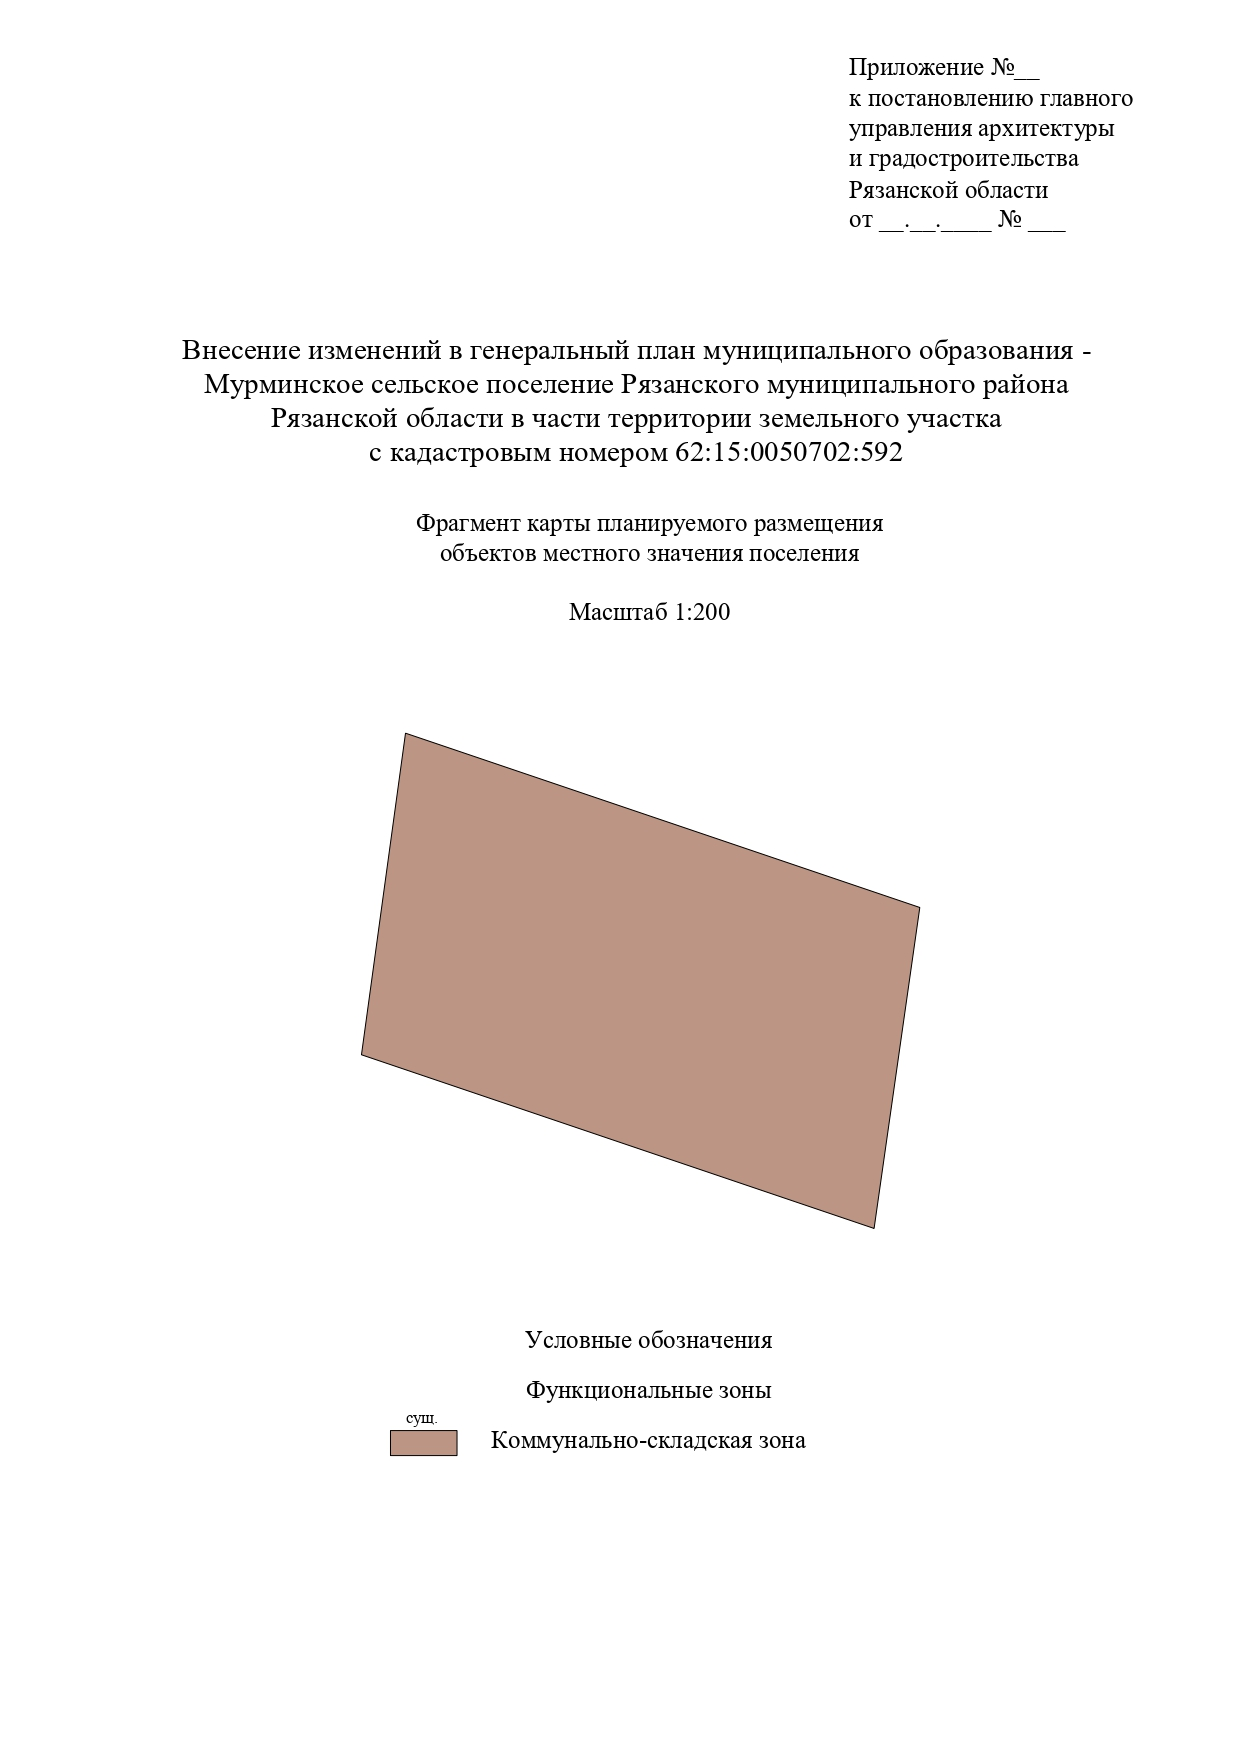 Приложение №__
к постановлению главного
управления архитектуры
и градостроительства
Рязанской области
от __.__.____ № ___
Внесение изменений в генеральный план муниципального образования -
Мурминское сельское поселение Рязанского муниципального района
Рязанской области в части территории земельного участка
с кадастровым номером 62:15:0050702:592
Фрагмент карты планируемого размещения
объектов местного значения поселения
Масштаб 1:200
Условные обозначения
Функциональные зоны
сущ.
Коммунально-складская зона